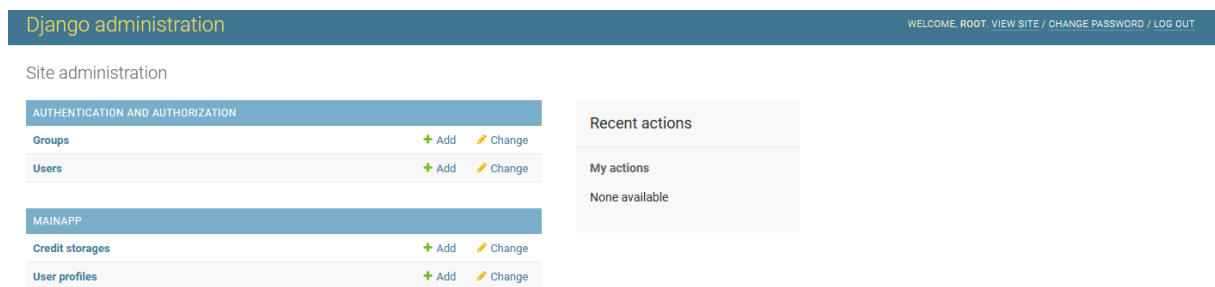 Django administration
WELCOME, ROOT. VIEW SITE / CHANGE PASSWORD / LOG OUT
Site administration
AUTHENTICATION AND AUTHORIZATION
Groups Add Change
Users Add Change
MAINAPP
Credit storages Add Change
User profiles Add Change
Recent actions
My actions
None available